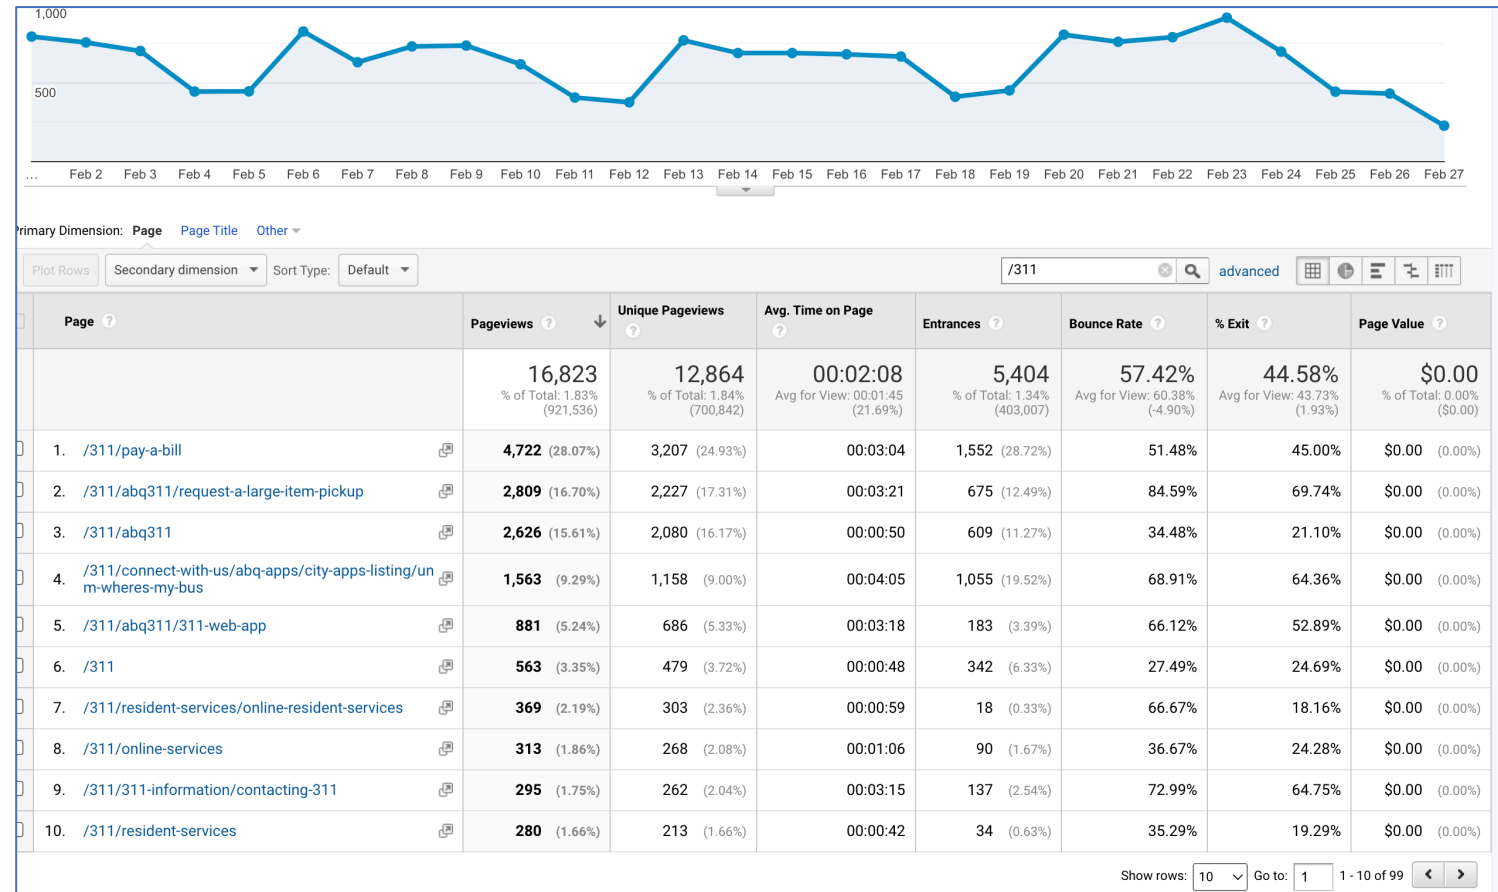 1,000
500
... Feb 2 Feb 3 Feb 4 Feb 5 Feb 6 Feb 7 Feb 8 Feb 9 Feb 10 Feb 11 Feb 12 Feb 13 Feb 14 Feb 15 Feb 16 Feb 17 Feb 18 Feb 19 Feb 20 Feb 21 Feb 22 Feb 23 Feb 24 Feb 25 Feb 26 Feb 27
Primary Dimension: Page Page Title Other
Plot Rows Secondary dimension Sort Type: Default /311 advanced
Page ? Pageviews ? Unique Pageviews ? Avg. Time on Page ? Entrances ? Bounce Rate ? % Exit ? Page Value ?
16,823 12,864 00:02:08 5,404 57.42% 44.58% $0.00
% of Total: 1.83% % of Total: 1.84% Avg for View: 00:01:45 % of Total: 1.34% Avg for View: 60.38% Avg for View: 43.73% % of Total: 0.00%
(921,536) (700,842) (21.69%) (403,007) (-4.90%) (1.93%) ($0.00)
1. /311/pay-a-bill 4,722 (28.07%) 3,207 (24.93%) 00:03:04 1,552 (28.72%) 51.48% 45.00% $0.00 (0.00%)
2. /311/abq311/request-a-large-item-pickup 2,809 (16.70%) 2,227 (17.31%) 00:03:21 675 (12.49%) 84.59% 69.74% $0.00 (0.00%)
3. /311/abq311 2,626 (15.61%) 2,080 (16.17%) 00:00:50 609 (11.27%) 34.48% 21.10% $0.00 (0.00%)
4. /311/connect-with-us/abq-apps/city-apps-listing/un
m-wheres-my-bus 1,563 (9.29%) 1,158 (9.00%) 00:04:05 1,055 (19.52%) 68.91% 64.36% $0.00 (0.00%)
5. /311/abq311/311-web-app 881 (5.24%) 686 (5.33%) 00:03:18 183 (3.39%) 66.12% 52.89% $0.00 (0.00%)
6. /311 563 (3.35%) 479 (3.72%) 00:00:48 342 (6.33%) 27.49% 24.69% $0.00 (0.00%)
7. /311/resident-services/online-resident-services 369 (2.19%) 303 (2.36%) 00:00:59 18 (0.33%) 66.67% 18.16% $0.00 (0.00%)
8. /311/online-services 313 (1.86%) 268 (2.08%) 00:01:06 90 (1.67%) 36.67% 24.28% $0.00 (0.00%)
9. /311/311-information/contacting-311 295 (1.75%) 262 (2.04%) 00:03:15 137 (2.54%) 72.99% 64.75% $0.00 (0.00%)
10. /311/resident-services 280 (1.66%) 213 (1.66%) 00:00:42 34 (0.63%) 35.29% 19.29% $0.00 (0.00%)
Show rows: 10 Go to: 1 1 - 10 of 99